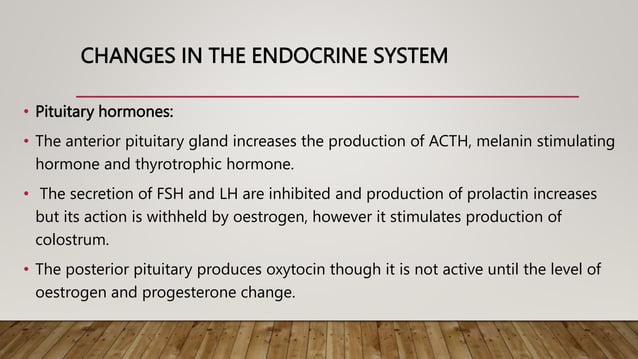 CHANGES IN THE ENDOCRINE SYSTEM
• Pituitary hormones:
• The anterior pituitary gland increases the production of ACTH, melanin stimulating
hormone and thyrotrophic hormone.
• The secretion of FSH and LH are inhibited and production of prolactin increases
but its action is withheld by oestrogen, however it stimulates production of
colostrum.
• The posterior pituitary produces oxytocin though it is not active until the level of
oestrogen and progesterone change.